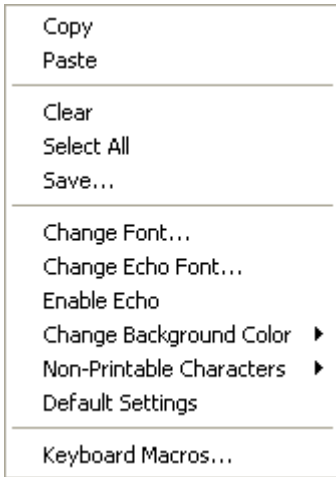 Copy
Paste
Clear
Select All
Save...
Change Font...
Change Echo Font...
Enable Echo
Change Background Color
Non-Printable Characters
Default Settings
Keyboard Macros...